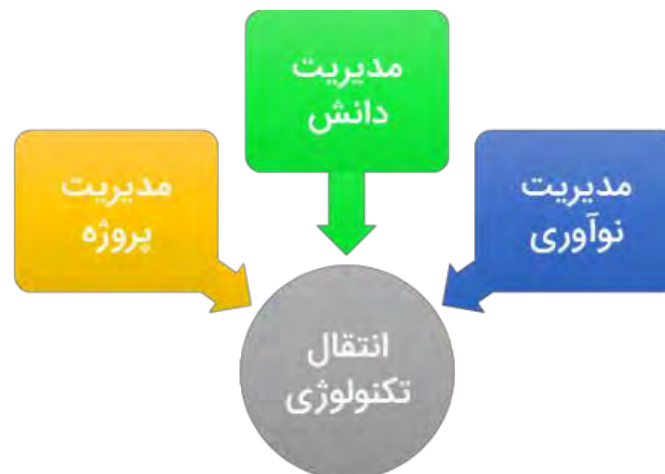 مدیریت
دانش
مدیریت
نوآوری
مدیریت
پروژه
انتقال
تکنولوژی